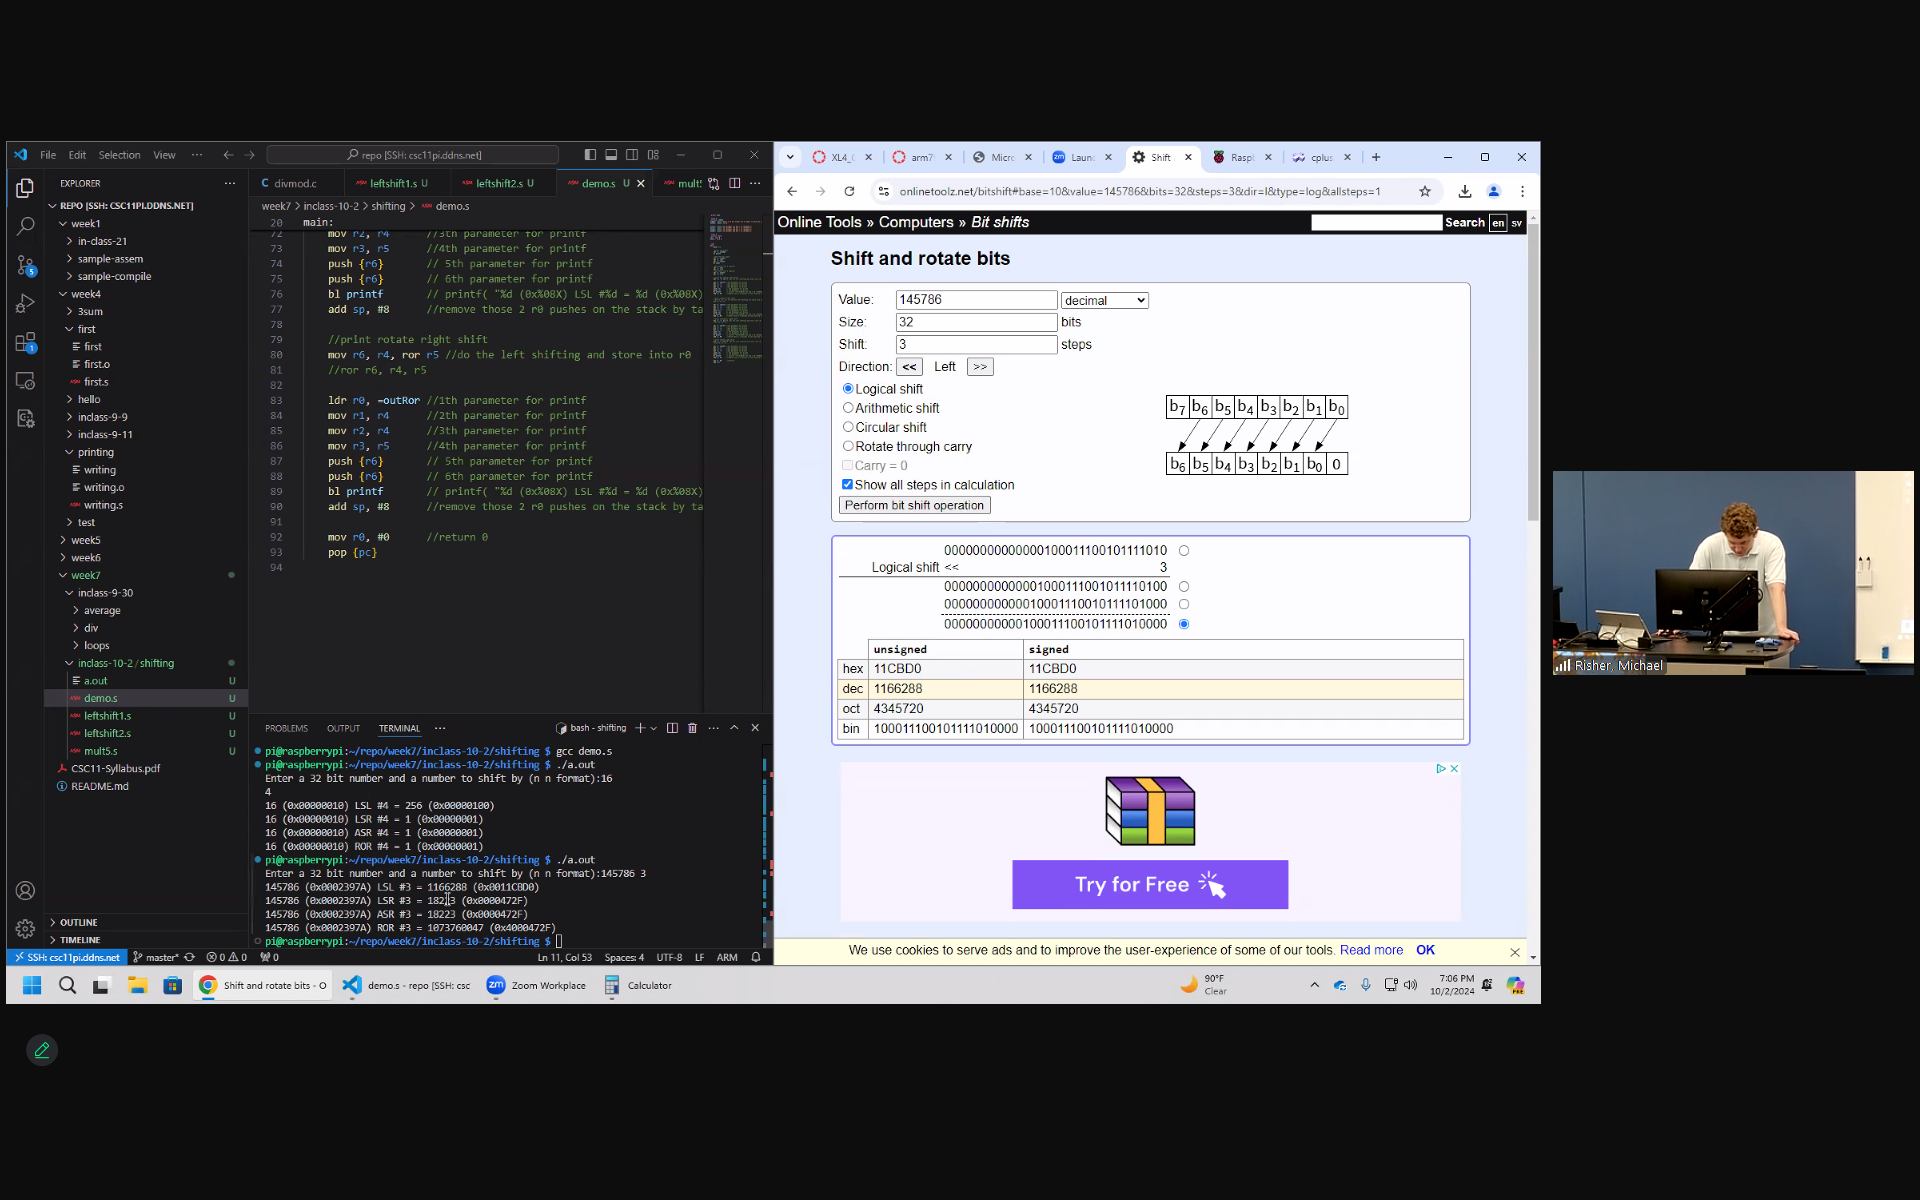 File Edit Selection View ··· repo [SSH: csc11pi.ddns.net]
EXPLORER ···
REPO [SSH: CSC11PI.DDNS.NET]
week1
in-class-21
sample-assem
sample-compile
week4
3sum
first
first
first.o
first.s
hello
inclass-9-9
inclass-9-11
printing
writing
writing.o
writing.s
test
week5
week6
week7
inclass-9-30
average
div
loops
inclass-10-2 / shifting
a.out U
demo.s U
leftshift1.s U
leftshift2.s U
mult5.s U
CSC11-Syllabus.pdf
README.md
OUTLINE
TIMELINE
C divmod.c leftshift1.s U leftshift2.s U demo.s U mult
week7 > inclass-10-2 > shifting > demo.s
20 main:
72 mov r2, r4 //3th parameter for printf
73 mov r3, r5 //4th parameter for printf
74 push {r6} // 5th parameter for printf
75 push {r6} // 6th parameter for printf
76 bl printf // printf( "%d (0x%08X) LSL #%d = %d (0x%08X)
77 add sp, #8 //remove those 2 r0 pushes on the stack by ta
78
79 //print rotate right shift
80 mov r6, r4, ror r5 //do the left shifting and store into r0
81 //ror r6, r4, r5
82
83 ldr r0, =outRor //1th parameter for printf
84 mov r1, r4 //2th parameter for printf
85 mov r2, r4 //3th parameter for printf
86 mov r3, r5 //4th parameter for printf
87 push {r6} // 5th parameter for printf
88 push {r6} // 6th parameter for printf
89 bl printf // printf( "%d (0x%08X) LSL #%d = %d (0x%08X)
90 add sp, #8 //remove those 2 r0 pushes on the stack by ta
91
92 mov r0, #0 //return 0
93 pop {pc}
94
PROBLEMS OUTPUT TERMINAL ··· bash - shifting
pi@raspberrypi:~/repo/week7/inclass-10-2/shifting $ gcc demo.s
pi@raspberrypi:~/repo/week7/inclass-10-2/shifting $ ./a.out
Enter a 32 bit number and a number to shift by (n n format):16
4
16 (0x00000010) LSL #4 = 256 (0x00000100)
16 (0x00000010) LSR #4 = 1 (0x00000001)
16 (0x00000010) ASR #4 = 1 (0x00000001)
16 (0x00000010) ROR #4 = 1 (0x00000001)
pi@raspberrypi:~/repo/week7/inclass-10-2/shifting $ ./a.out
Enter a 32 bit number and a number to shift by (n n format):145786 3
145786 (0x0002397A) LSL #3 = 1166288 (0x0011CBD0)
145786 (0x0002397A) LSR #3 = 18223 (0x0000472F)
145786 (0x0002397A) ASR #3 = 18223 (0x0000472F)
145786 (0x0002397A) ROR #3 = 1073760047 (0x4000472F)
pi@raspberrypi:~/repo/week7/inclass-10-2/shifting $
SSH: csc11pi.ddns.net master* 0 0 0 Ln 11, Col 53 Spaces: 4 UTF-8 LF ARM
XL4_ arm7 Micr Laun Shift Rasp cplus
onlinetoolz.net/bitshift#base=10&value=145786&bits=32&steps=3&dir=l&type=log&allsteps=1
Online Tools » Computers » Bit shifts Search en sv
Shift and rotate bits
Value: 145786 decimal
Size: 32 bits
Shift: 3 steps
Direction: << Left >>
Logical shift
Arithmetic shift
Circular shift
Rotate through carry
Carry = 0
Show all steps in calculation
Perform bit shift operation
b7 b6 b5 b4 b3 b2 b1 b0
b6 b5 b4 b3 b2 b1 b0 0
00000000000000100011100101111010
Logical shift << 3
00000000000001000111001011110100
00000000000010001110010111101000
00000000000100011100101111010000
unsigned signed
hex 11CBD0 11CBD0
dec 1166288 1166288
oct 4345720 4345720
bin 100011100101111010000 100011100101111010000
Try for Free
We use cookies to serve ads and to improve the user-experience of some of our tools. Read more OK
Shift and rotate bits - O demo.s - repo [SSH: csc Zoom Workplace Calculator
90°F
Clear
7:06 PM
10/2/2024
Risher, Michael